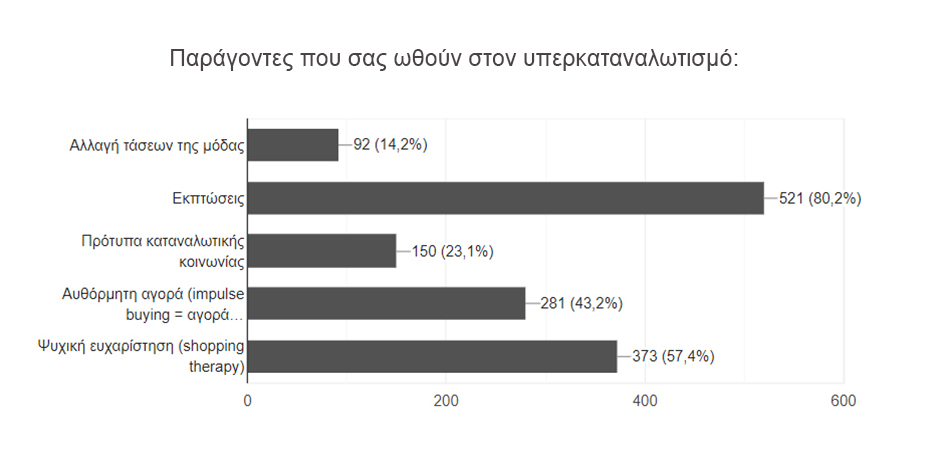 Παράγοντες που σας ωθούν στον υπερκαταναλωτισμό:
Αλλαγή τάσεων της μόδας
92 (14,2%)
Εκπτώσεις
521 (80,2%)
Πρότυπα καταναλωτικής
κοινωνίας
150 (23,1%)
Αυθόρμητη αγορά (impulse
buying = αγορά…
281 (43,2%)
Ψυχική ευχαρίστηση (shopping
therapy)
373 (57,4%)
0 200 400 600